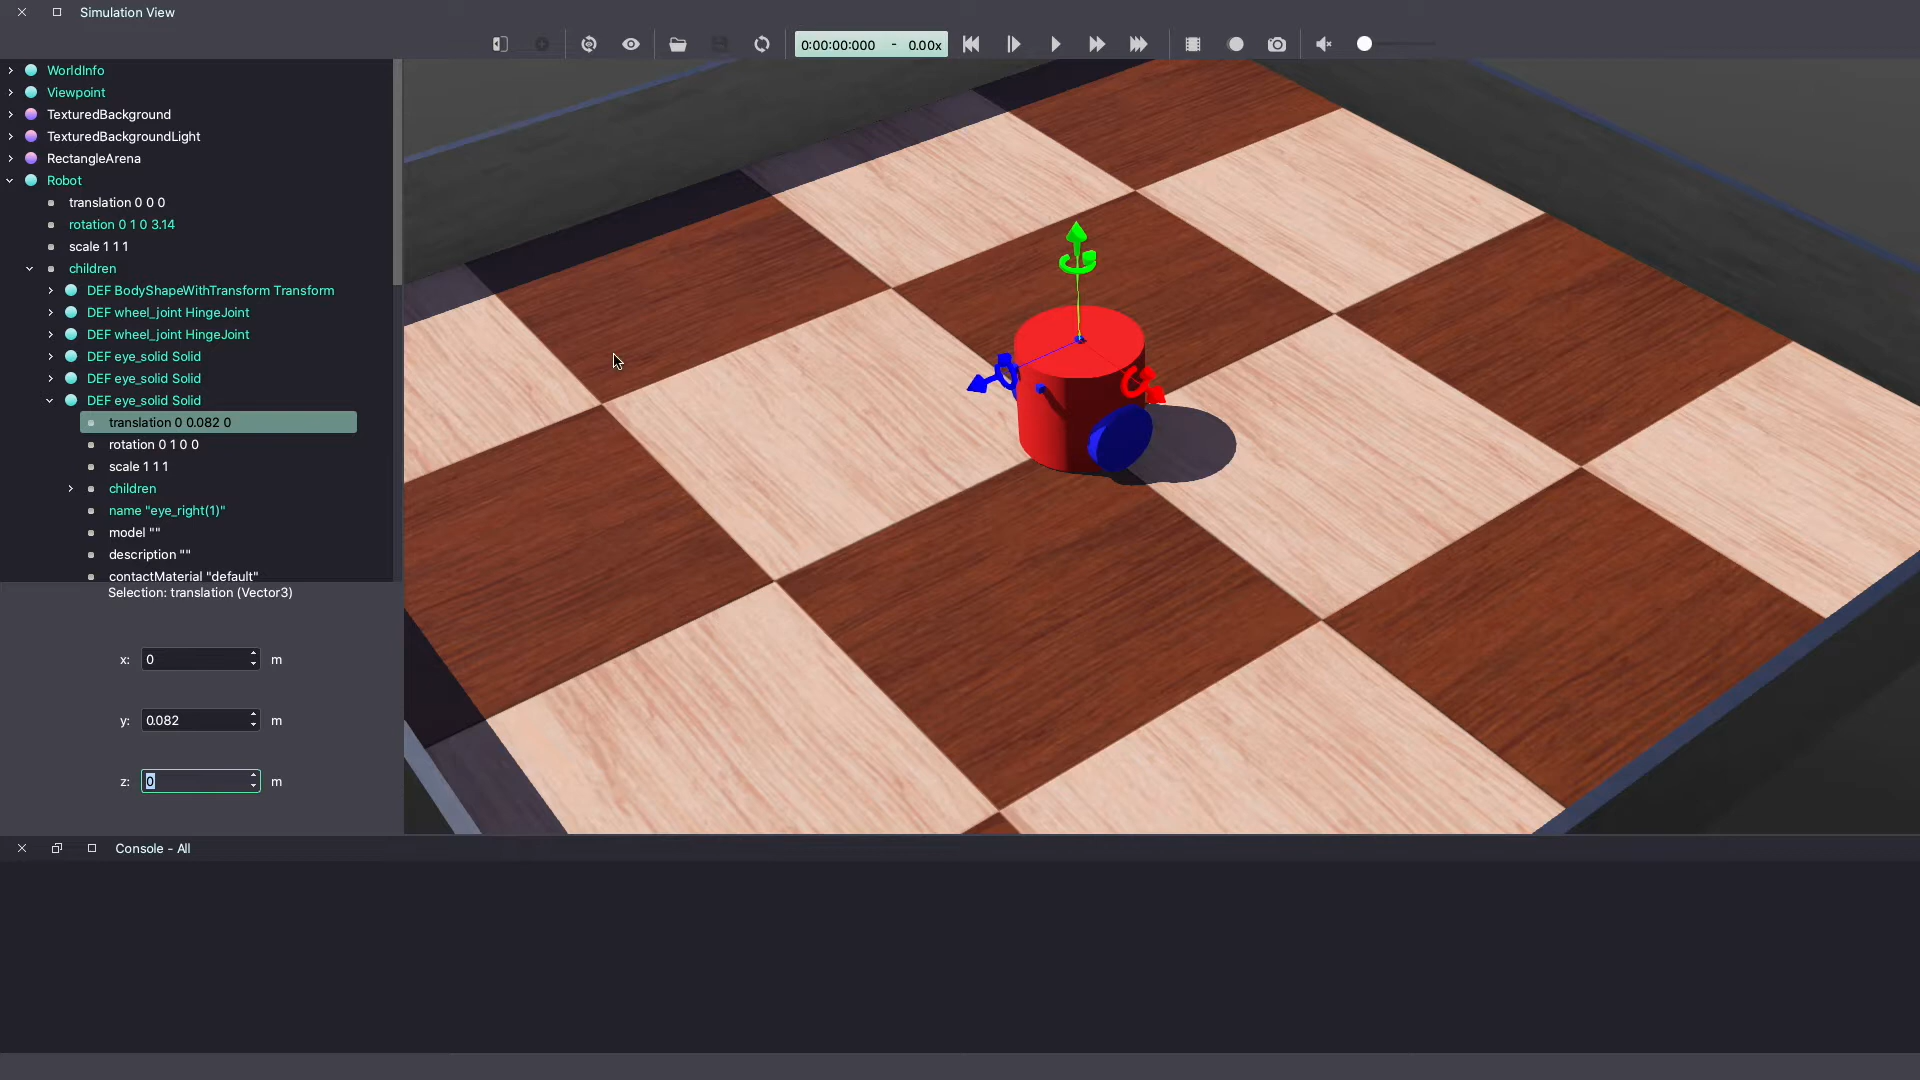 Simulation View
0:00:00:000 - 0.00x
WorldInfo
Viewpoint
TexturedBackground
TexturedBackgroundLight
RectangleArena
Robot
translation 0 0 0
rotation 0 1 0 3.14
scale 1 1 1
children
DEF BodyShapeWithTransform Transform
DEF wheel_joint HingeJoint
DEF wheel_joint HingeJoint
DEF eye_solid Solid
DEF eye_solid Solid
DEF eye_solid Solid
translation 0 0.082 0
rotation 0 1 0 0
scale 1 1 1
children
name "eye_right(1)"
model ""
description ""
contactMaterial "default"
Selection: translation (Vector3)
x: 0 m
y: 0.082 m
z: 0 m
Console - All